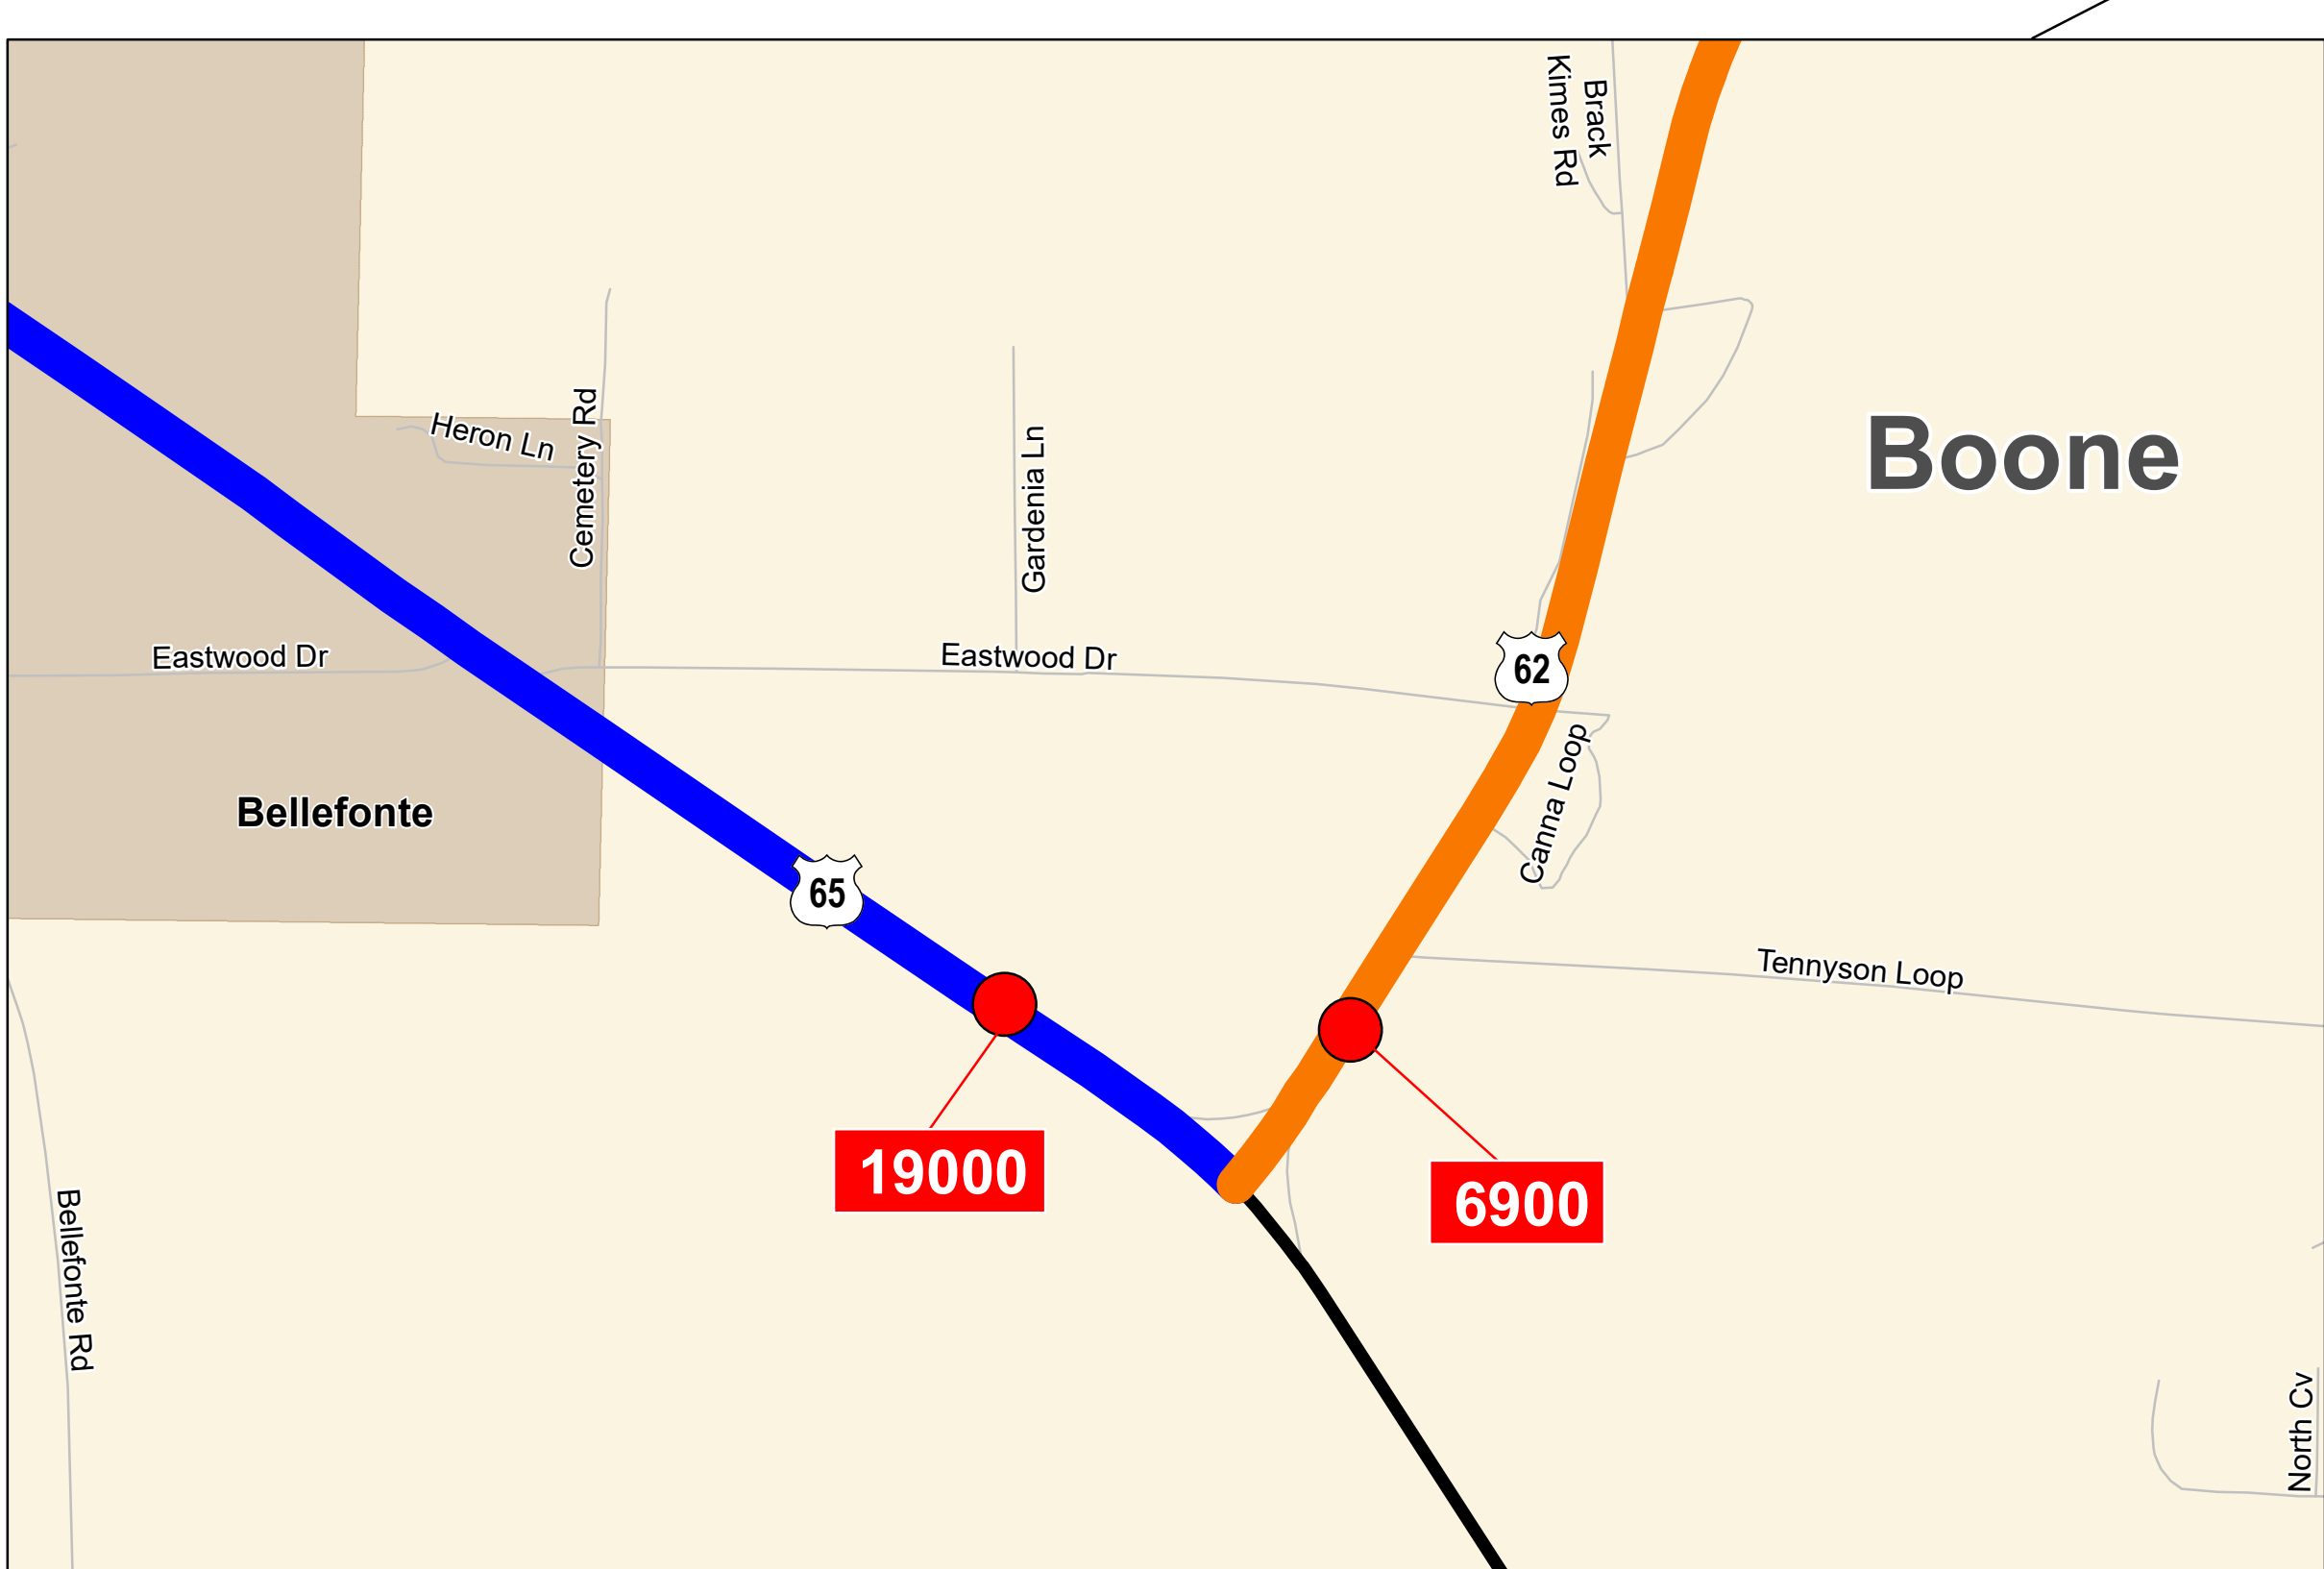 Brack
Kimes Rd
Boone
Heron Ln
Cemetery Rd
Gardenia Ln
Eastwood Dr
Eastwood Dr
62
Canna Loop
Bellefonte
65
Tennyson Loop
19000
6900
Bellefonte Rd
North Cv